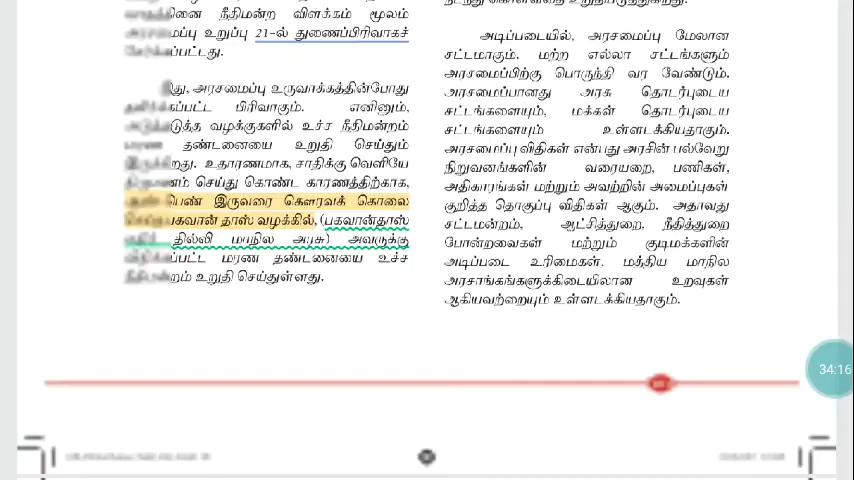 நீதிமன்ற விளக்கம் மூலம்
உறுப்பு 21-ல் துணைப்பிரிவாகச்
இது, அரசமைப்பு உருவாக்கத்தின்போது
பிரிவாகும். எனினும்,
வழக்குகளில் உச்ச நீதிமன்றம்
தண்டனையை உறுதி செய்தும்
உதாரணமாக, சாதிக்கு வெளியே
செய்து கொண்ட காரணத்திற்காக,
பெண் இருவரை கௌரவக் கொலை
பகவான் தாஸ் வழக்கில், (பகவான்தாஸ்
தில்லி மாநில அரசு) அவருக்கு
மரண தண்டனையை உச்ச
உறுதி செய்துள்ளது.
அடிப்படையில், அரசமைப்பு மேலான
சட்டமாகும். மற்ற எல்லா சட்டங்களும்
அரசமைப்பிற்கு பொருந்தி வர வேண்டும்.
அரசமைப்பானது அரசு தொடர்புடைய
சட்டங்களையும், மக்கள் தொடர்புடைய
சட்டங்களையும் உள்ளடக்கியதாகும்.
அரசமைப்பு விதிகள் என்பது அரசின் பல்வேறு
நிறுவனங்களின் வரையறை, பணிகள்,
அதிகாரங்கள் மற்றும் அவற்றின் அமைப்புகள்
குறித்த தொகுப்பு விதிகள் ஆகும். அதாவது
சட்டமன்றம், ஆட்சித்துறை, நீதித்துறை
போன்றவைகள் மற்றும் குடிமக்களின்
அடிப்படை உரிமைகள், மத்திய மாநில
அரசாங்கங்களுக்கிடையிலான உறவுகள்
ஆகியவற்றையும் உள்ளடக்கியதாகும்.
34:16